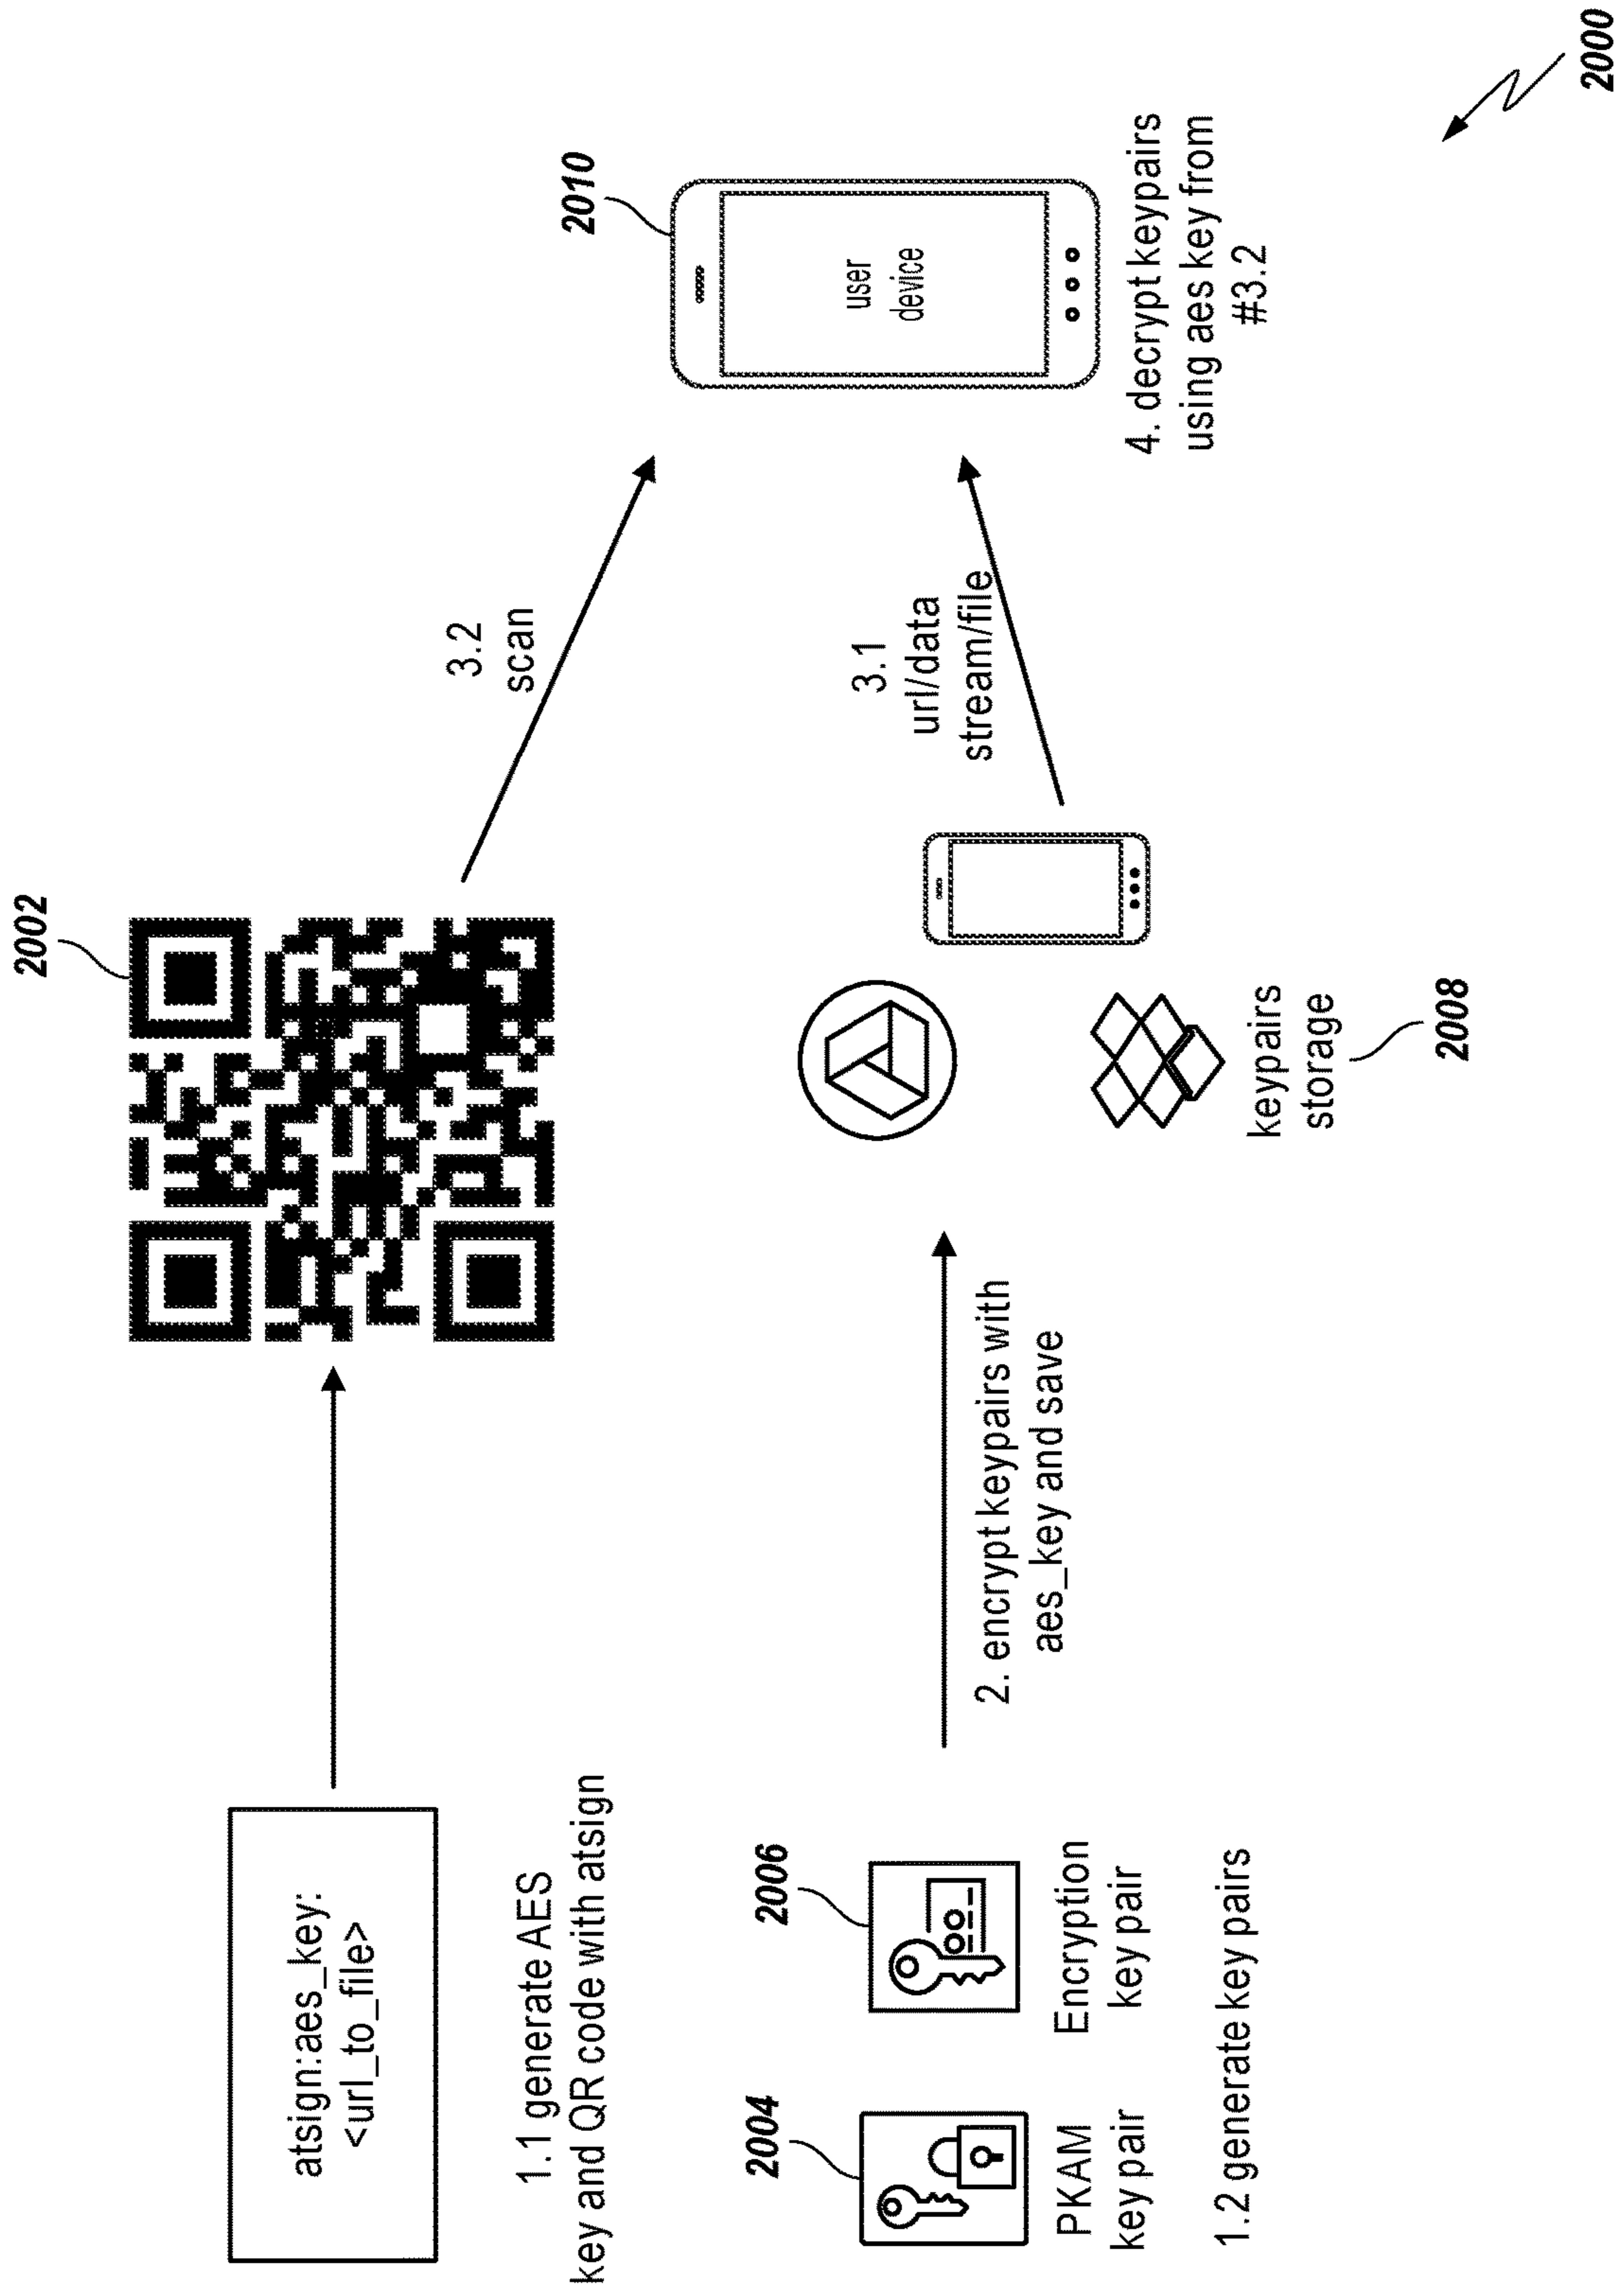 atsign:aes_key:
<url_to_file>
1.1 generate AES
key and QR code with atsign
2002
3.2
scan
2004
PKAM
key pair
2006
Encryption
key pair
1.2 generate key pairs
2. encrypt keypairs with
aes_key and save
keypairs
storage
2008
3.1
url/data
stream/file
2010
user
device
4. decrypt keypairs
using aes key from
#3.2
2000